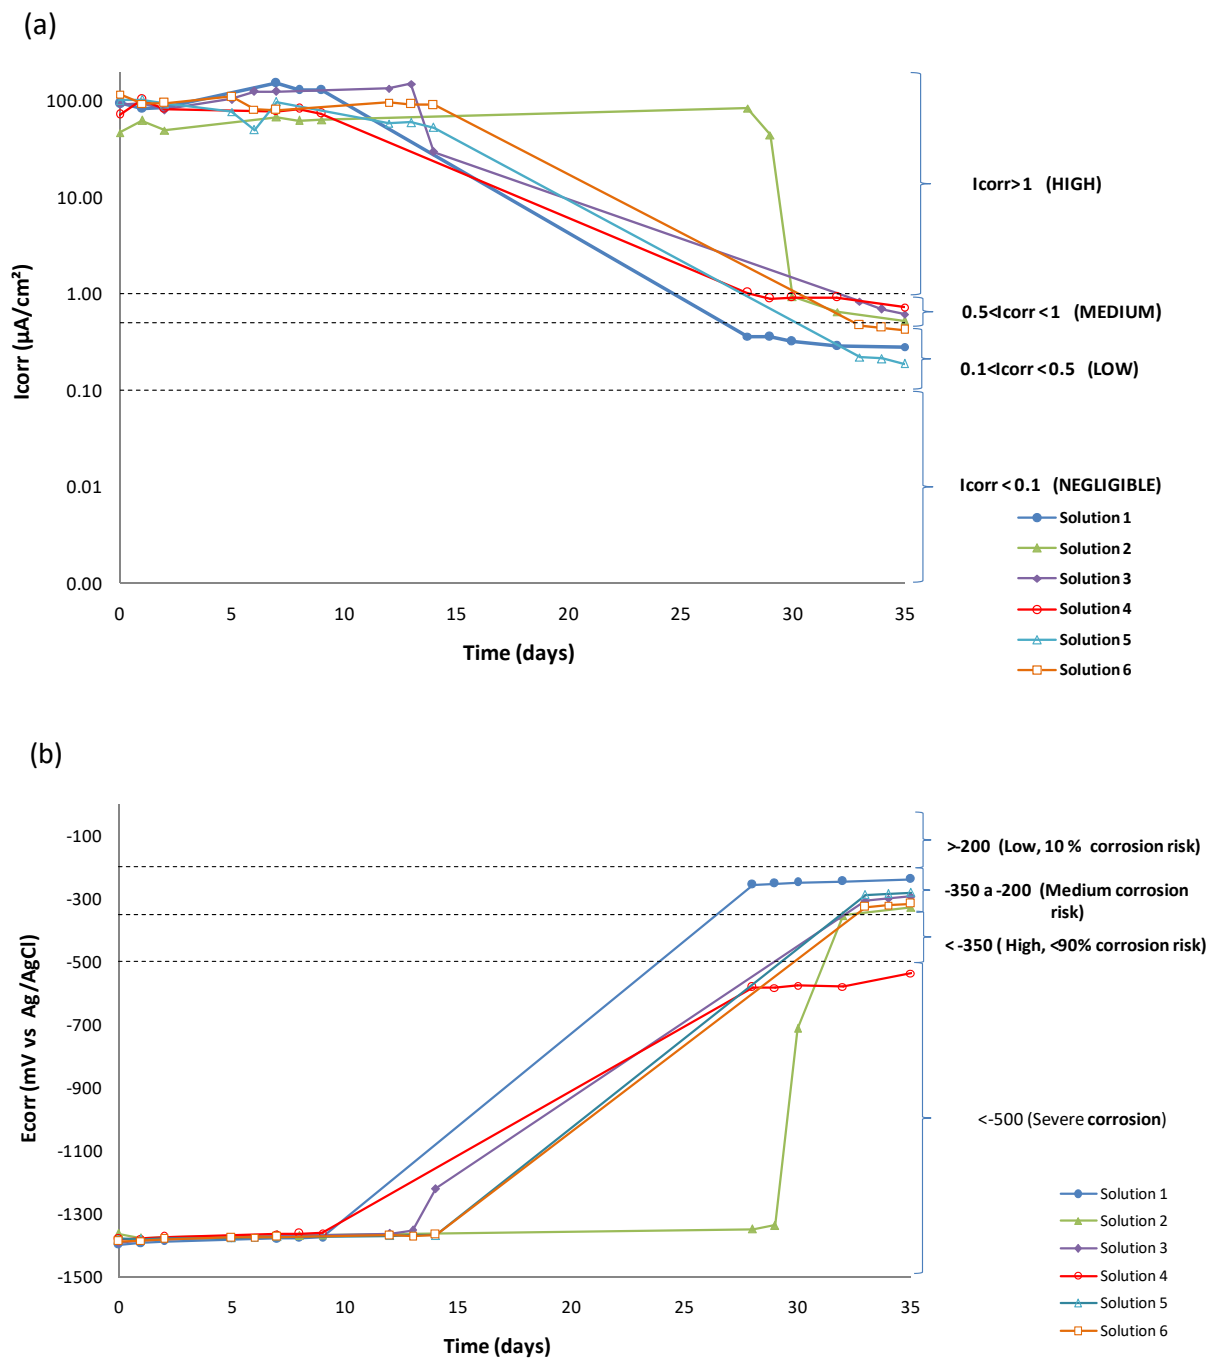 (a)
100.00
10.00
1.00
0.10
0.01
0.00
Icorr (µA/cm²)
0 5 10 15 20 25 30 35
Time (days)
Icorr>1 (HIGH)
0.5<Icorr<1 (MEDIUM)
0.1<Icorr<0.5 (LOW)
Icorr < 0.1 (NEGLIGIBLE)
Solution 1
Solution 2
Solution 3
Solution 4
Solution 5
Solution 6
(b)
-100
-300
-500
-700
-900
-1100
-1300
-1500
Ecorr (mV vs Ag/AgCl)
0 5 10 15 20 25 30 35
Time (days)
>-200 (Low, 10 % corrosion risk)
-350 a -200 (Medium corrosion
risk)
< -350 ( High, <90% corrosion risk)
<-500 (Severe corrosion)
Solution 1
Solution 2
Solution 3
Solution 4
Solution 5
Solution 6